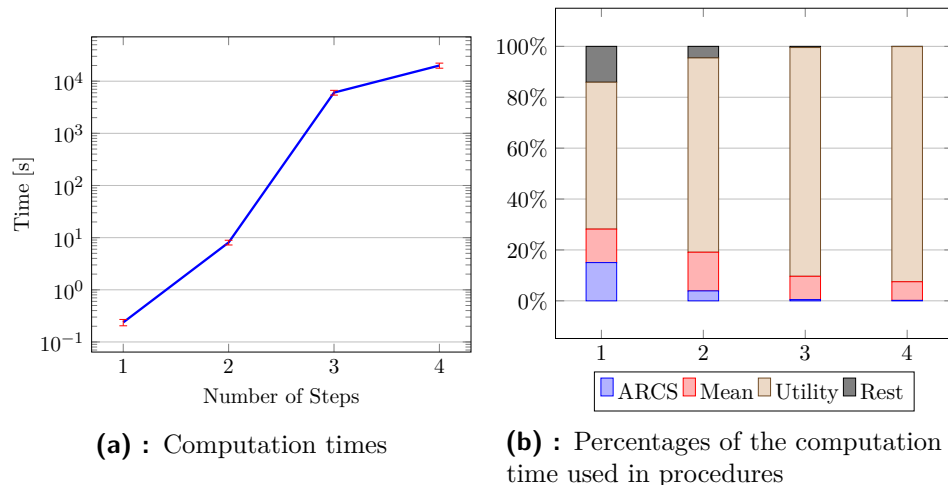 10^4
10^3
10^2
10^1
10^0
10^−1
Time [s]
1 2 3 4
Number of Steps
(a) : Computation times
100%
80%
60%
40%
20%
0%
1 2 3 4
ARCS Mean Utility Rest
(b) : Percentages of the computation
time used in procedures